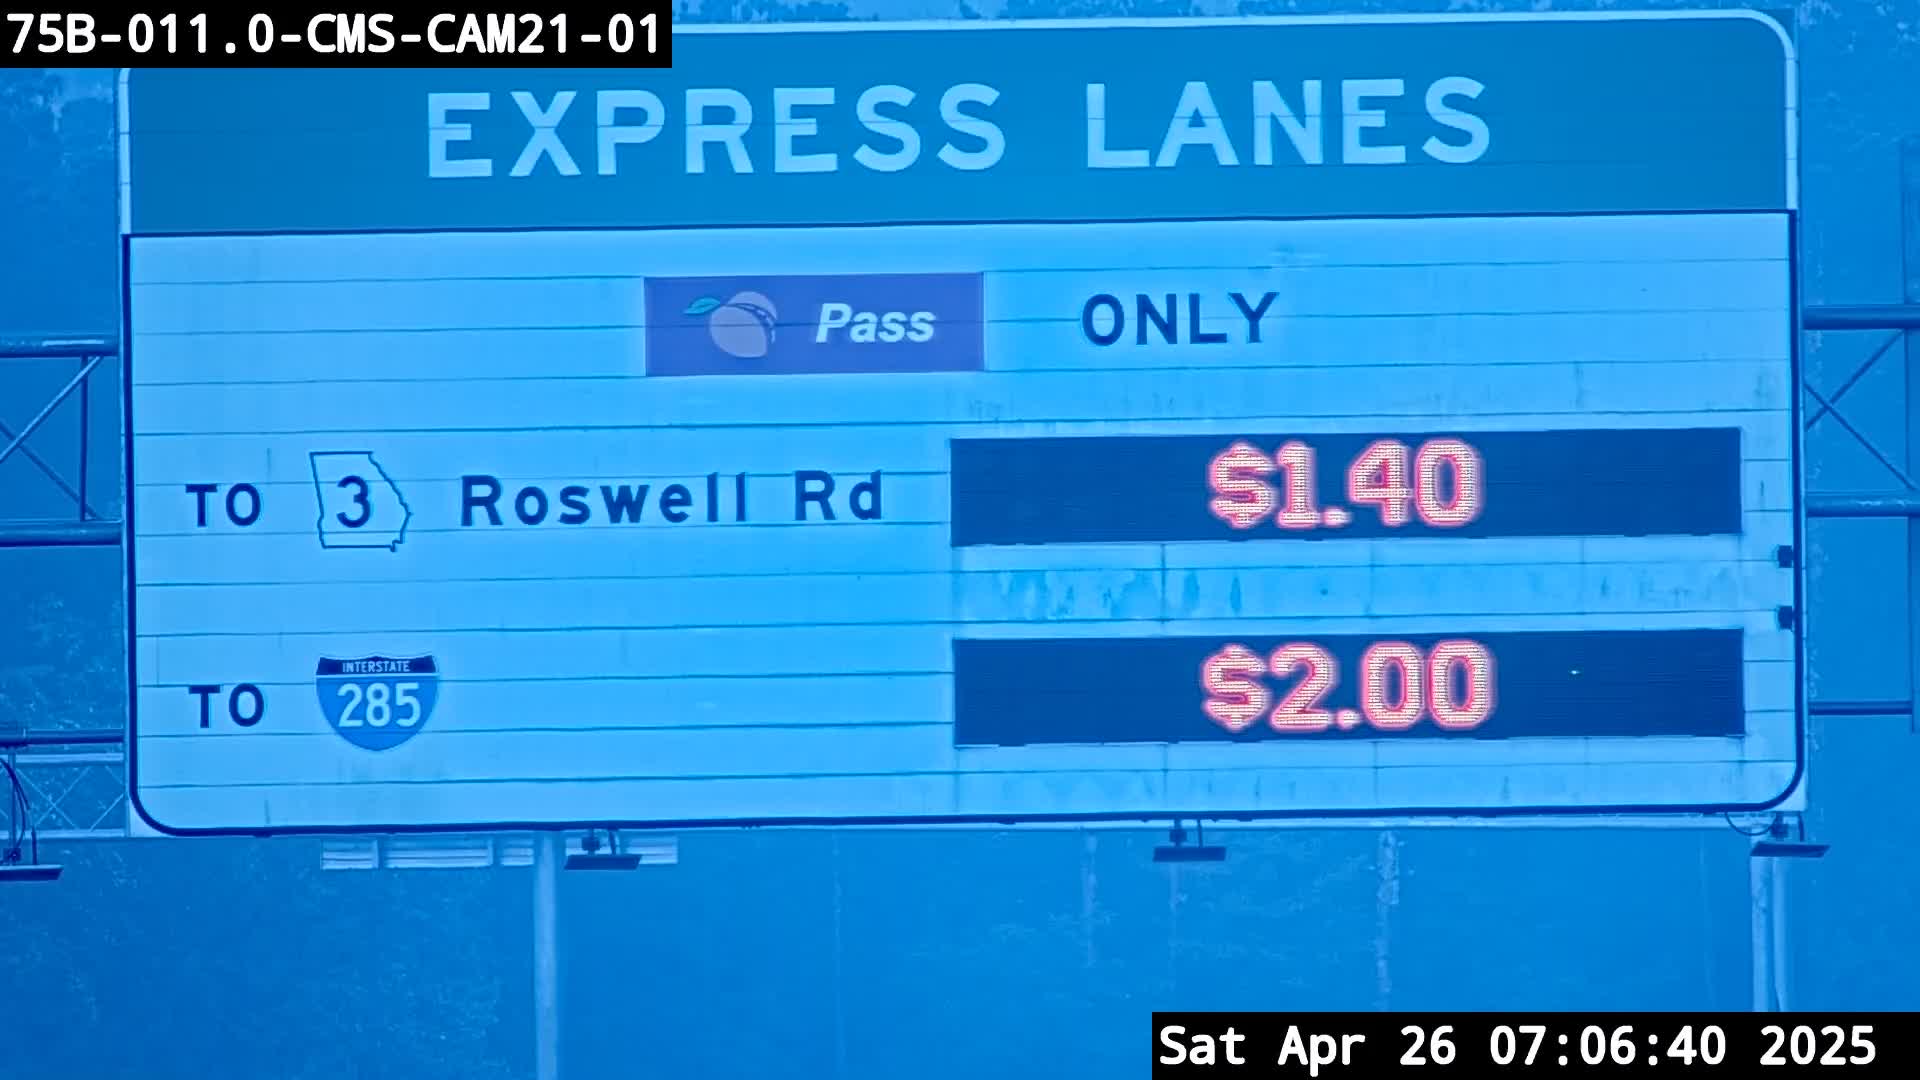 75B-011.0-CMS-CAM21-01
EXPRESS LANES
Pass ONLY
TO 3 Roswell Rd $1.40
TO INTERSTATE 285 $2.00
Sat Apr 26 07:06:40 2025